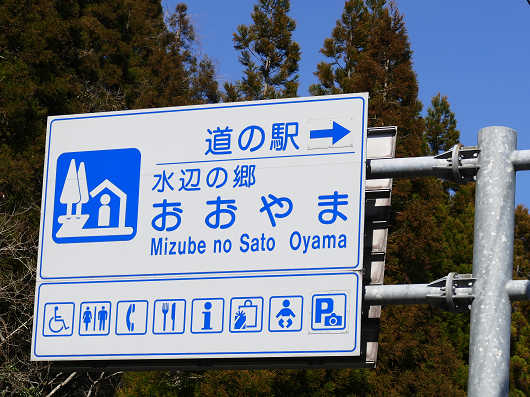 道の駅
水辺の郷
おおやま
Mizube no Sato Oyama
i
P